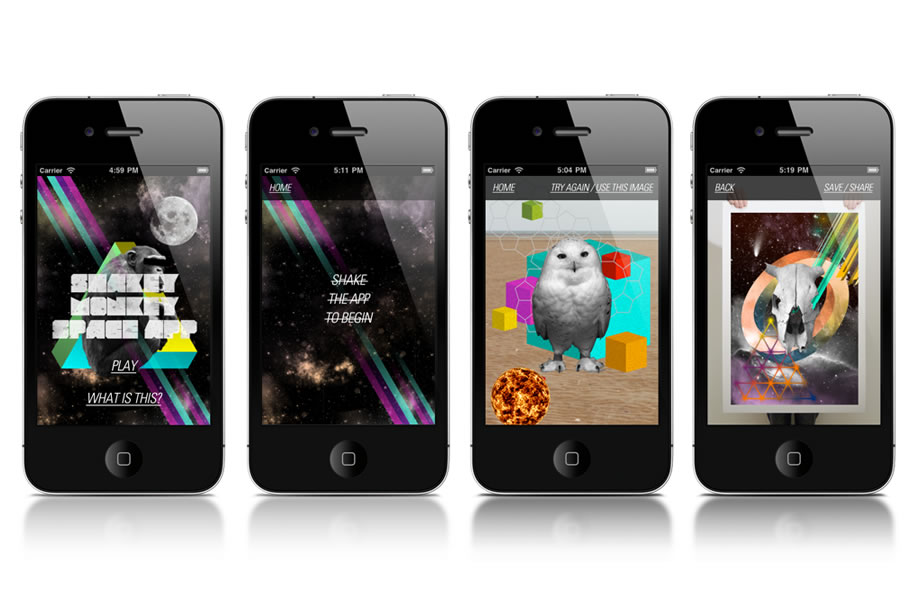 Carrier 4:59 PM
SHAKEY
MONKEY
SPACE APP
PLAY
WHAT IS THIS?
Carrier 5:11 PM
HOME
SHAKE
THE APP
TO BEGIN
Carrier 5:04 PM
HOME TRY AGAIN / USE THIS IMAGE
Carrier 5:19 PM
BACK SAVE / SHARE